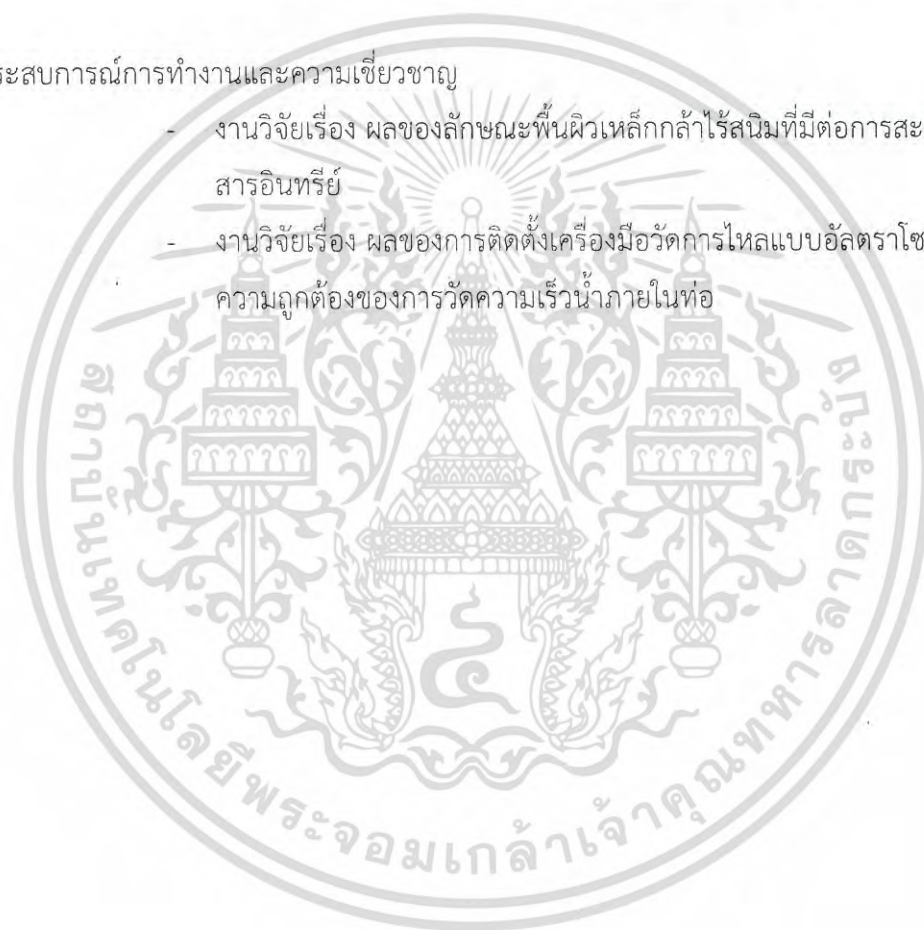 ระสบการณ์การทำงานและความเชี่ยวชาญ
- งานวิจัยเรื่อง ผลของลักษณะพื้นผิวเหล็กกล้าไร้สนิมที่มีต่อการสะ
สารอินทรีย์
- งานวิจัยเรื่อง ผลของการติดตั้งเครื่องมือวัดการไหลแบบอัลตราโซ
ความถูกต้องของการวัดความเร็วน้ำภายในท่อ
สถาบันเทคโนโลยีพระจอมเกล้าเจ้าคุณทหารลาดกระบัง
๔